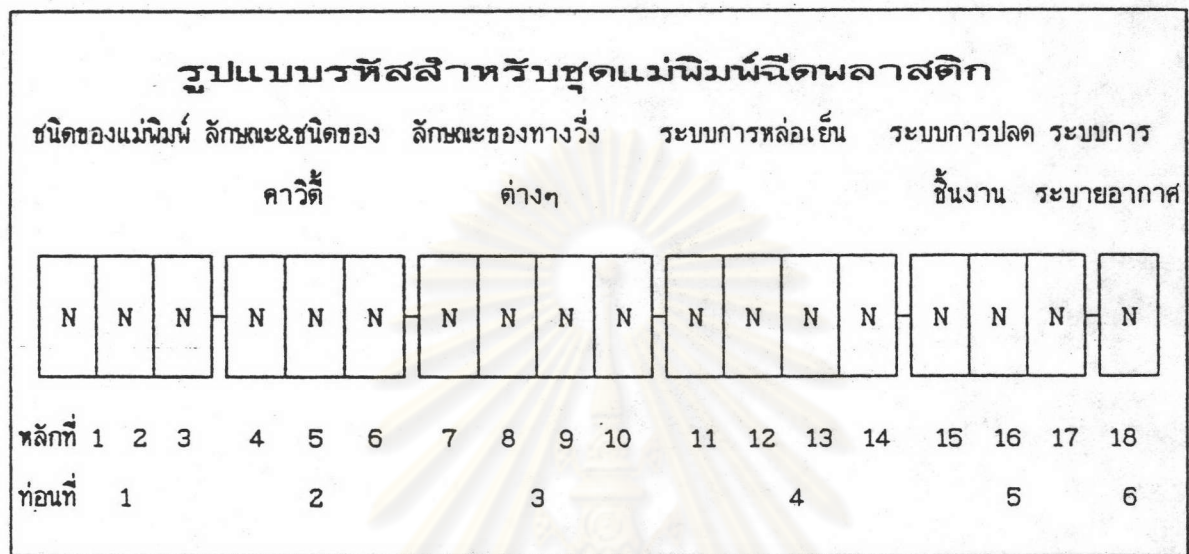 รูปแบบรหัสสำหรับชุดแม่พิมพ์ฉีดพลาสติก
ชนิดของแม่พิมพ์ ลักษณะ&ชนิดของ ลักษณะของทางวิ่ง ระบบการหล่อเย็น ระบบการปลด ระบบการ
คาวิตี้ ต่างๆ ชิ้นงาน ระบายอากาศ
N N N - N N N - N N N N - N N N N - N N N - N
หลักที่ 1 2 3 4 5 6 7 8 9 10 11 12 13 14 15 16 17 18
ท่อนที่ 1 2 3 4 5 6